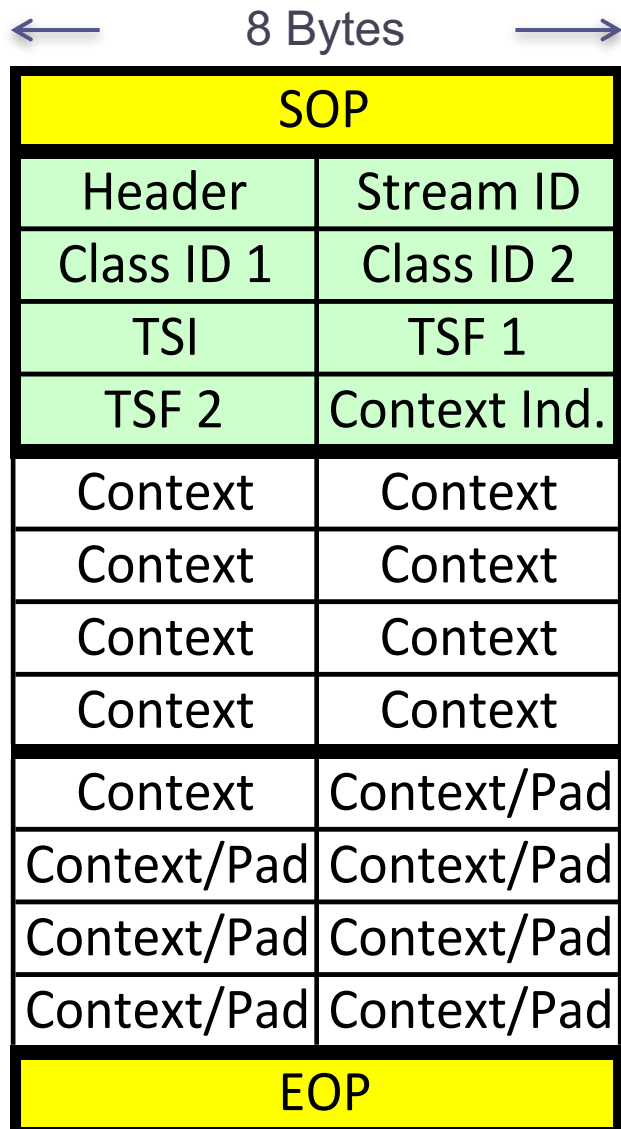 8 Bytes
SOP
Header Stream ID
Class ID 1 Class ID 2
TSI TSF 1
TSF 2 Context Ind.
Context Context
Context Context
Context Context
Context Context
Context Context/Pad
Context/Pad Context/Pad
Context/Pad Context/Pad
Context/Pad Context/Pad
EOP